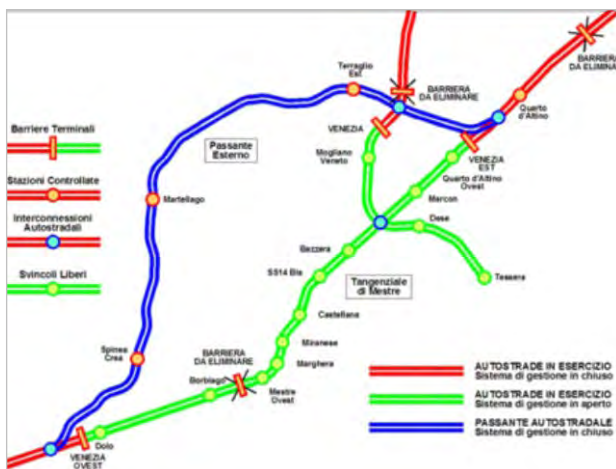 Terraglio
Est
BARRIERA
DA ELIMINARE
BARRIERA
DA ELIMINA
Quarto
d'Altino
Barriere Terminali
VENEZIA
Passante
Esterno
Mogliano
Veneto
VENEZIA
EST
Quarto d'Altino
Ovest
Stazioni Controllate
Martellago
Marcon
Interconnessioni
Autostradali
Dese
Bazzera
Svincoli Liberi
SS14 Bis
Tangenziale
di Mestre
Tessera
Castellana
Miranese
Spinea
Crea
BARRIERA
DA ELIMINARE
Marghera
Borbiago
Mestre
Ovest
AUTOSTRADE IN ESERCIZIO
Sistema di gestione in chiuso
AUTOSTRADE IN ESERCIZIO
Sistema di gestione in aperto
PASSANTE AUTOSTRADALE
Sistema di gestione in chiuso
Dolo
VENEZIA
OVEST